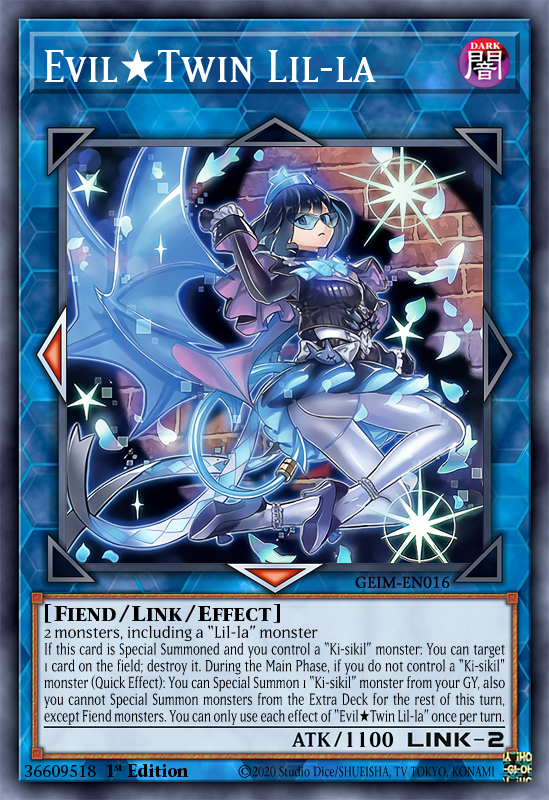 EVIL★TWIN LIL-LA
DARK
闇
GEIM-EN016
[FIEND/LINK/EFFECT]
2 monsters, including a "Lil-la" monster
If this card is Special Summoned and you control a "Ki-sikil" monster: You can target
1 card on the field; destroy it. During the Main Phase, if you do not control a "Ki-sikil"
monster (Quick Effect): You can Special Summon 1 "Ki-sikil" monster from your GY, also
you cannot Special Summon monsters from the Extra Deck for the rest of this turn,
except Fiend monsters. You can only use each effect of "Evil★Twin Lil-la" once per turn.
ATK/1100 LINK-2
36609518 1st Edition ©2020 Studio Dice/SHUEISHA, TV TOKYO, KONAMI